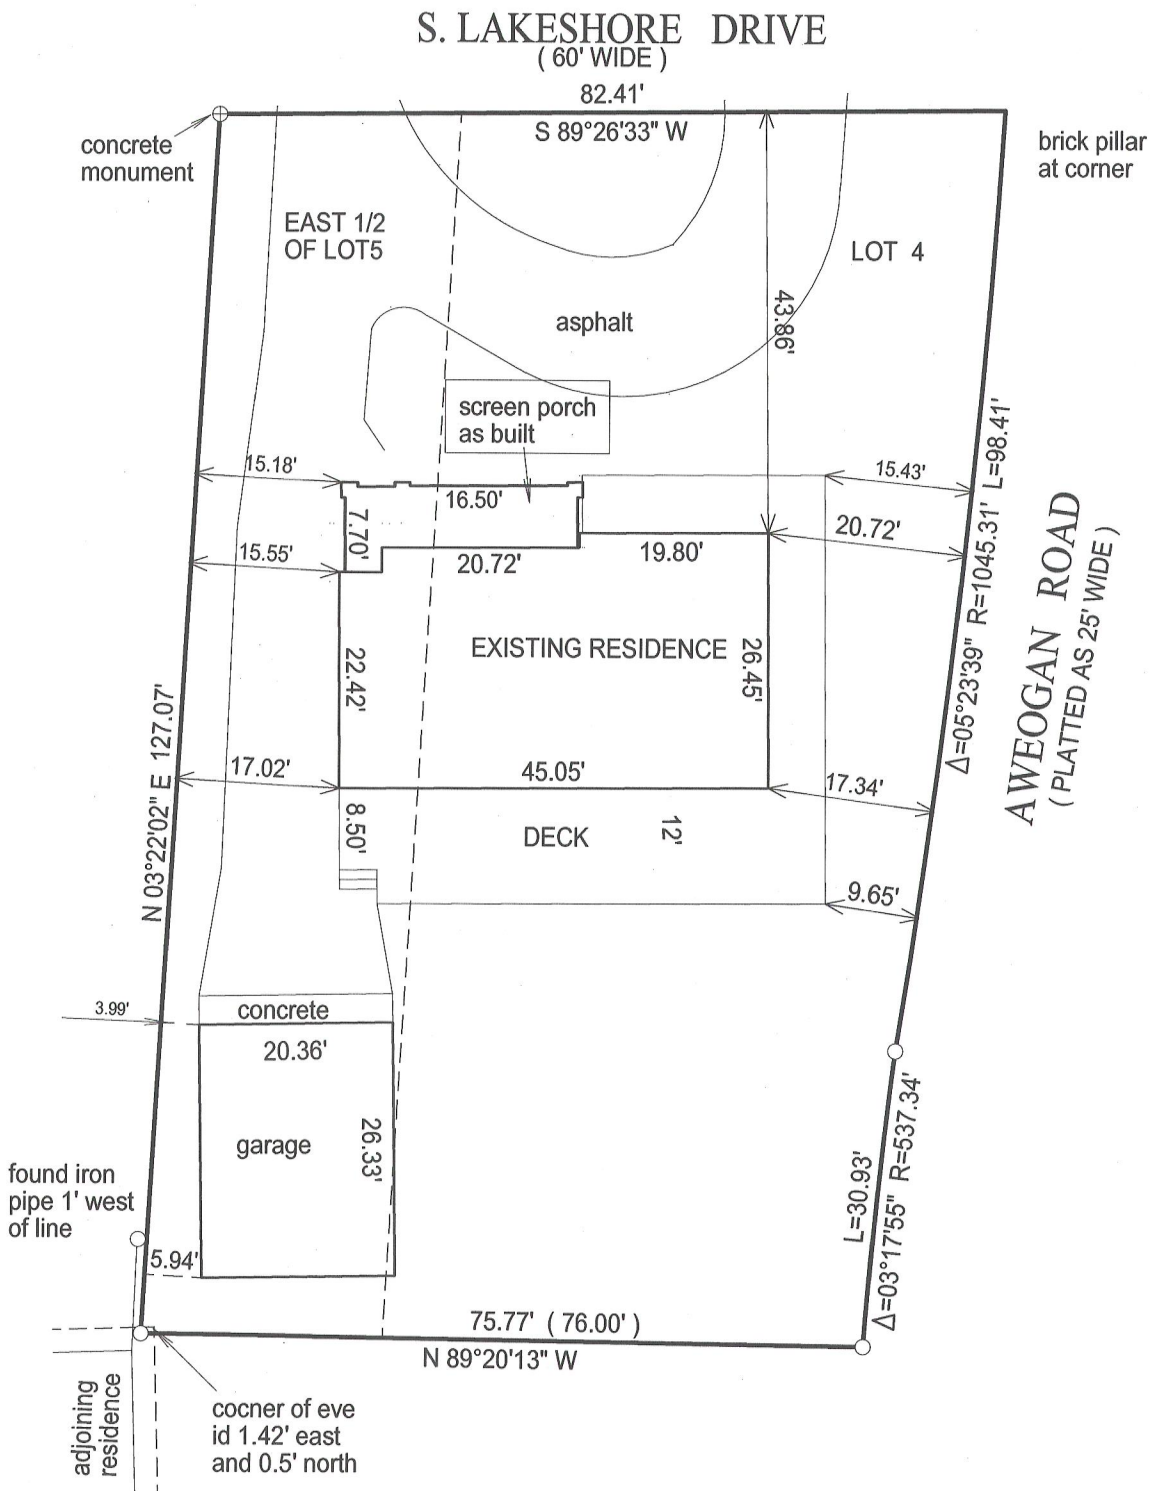 S. LAKESHORE DRIVE
( 60' WIDE )
82.41'
S 89°26'33" W
concrete
monument
brick pillar
at corner
EAST 1/2
OF LOT5
LOT 4
43.86'
asphalt
screen porch
as built
15.18'
16.50'
15.43'
7.70'
20.72'
15.55'
20.72'
19.80'
Δ=05°23'39" R=1045.31' L=98.41'
AWEOGAN ROAD
( PLATTED AS 25' WIDE )
EXISTING RESIDENCE
22.42'
26.45'
N 03°22'02" E 127.07'
17.02'
45.05'
17.34'
8.50'
DECK
12'
9.65'
3.99'
concrete
20.36'
garage
26.33'
found iron
pipe 1' west
of line
5.94'
L=30.93'
Δ=03°17'55" R=537.34'
75.77' ( 76.00' )
N 89°20'13" W
adjoining
residence
cocner of eve
id 1.42' east
and 0.5' north